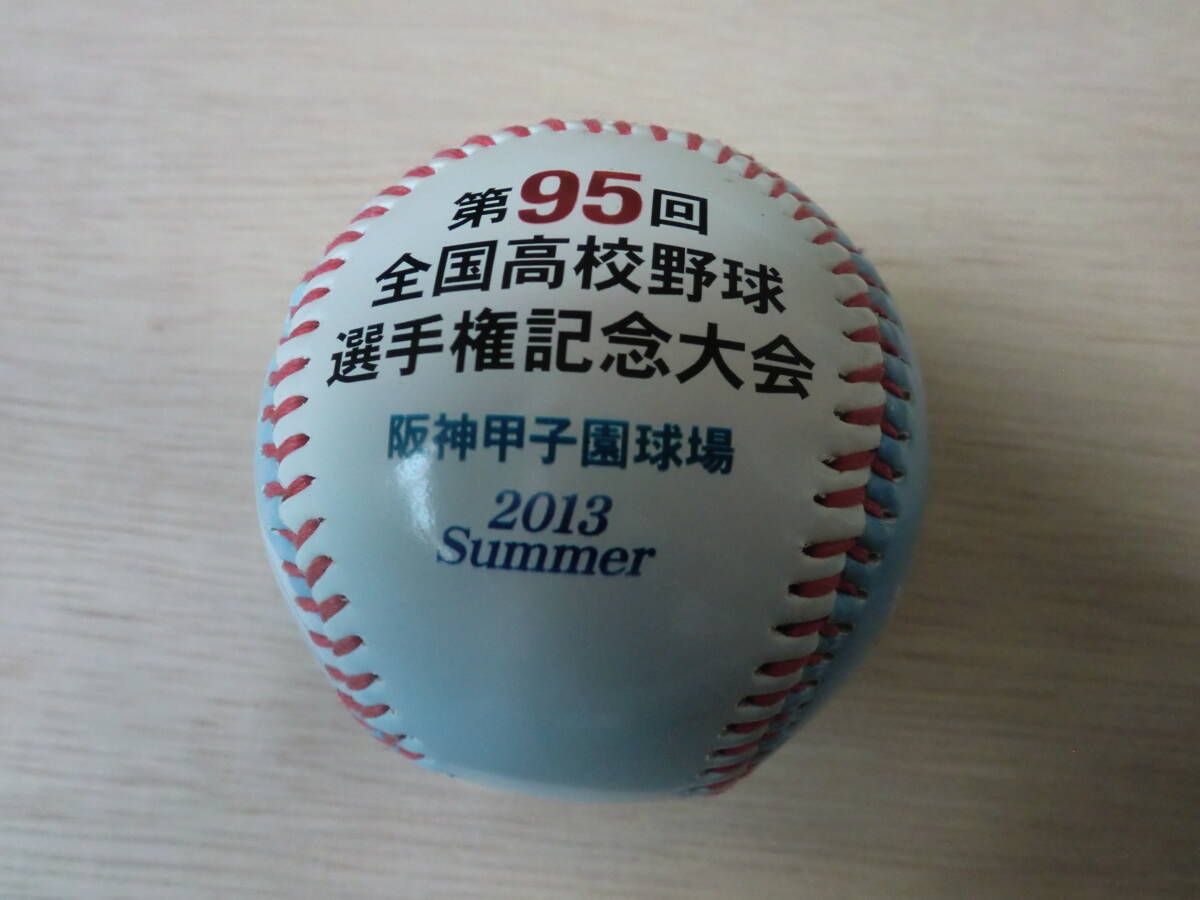 第95回
全国高校野球
選手権記念大会
阪神甲子園球場
2013
Summer